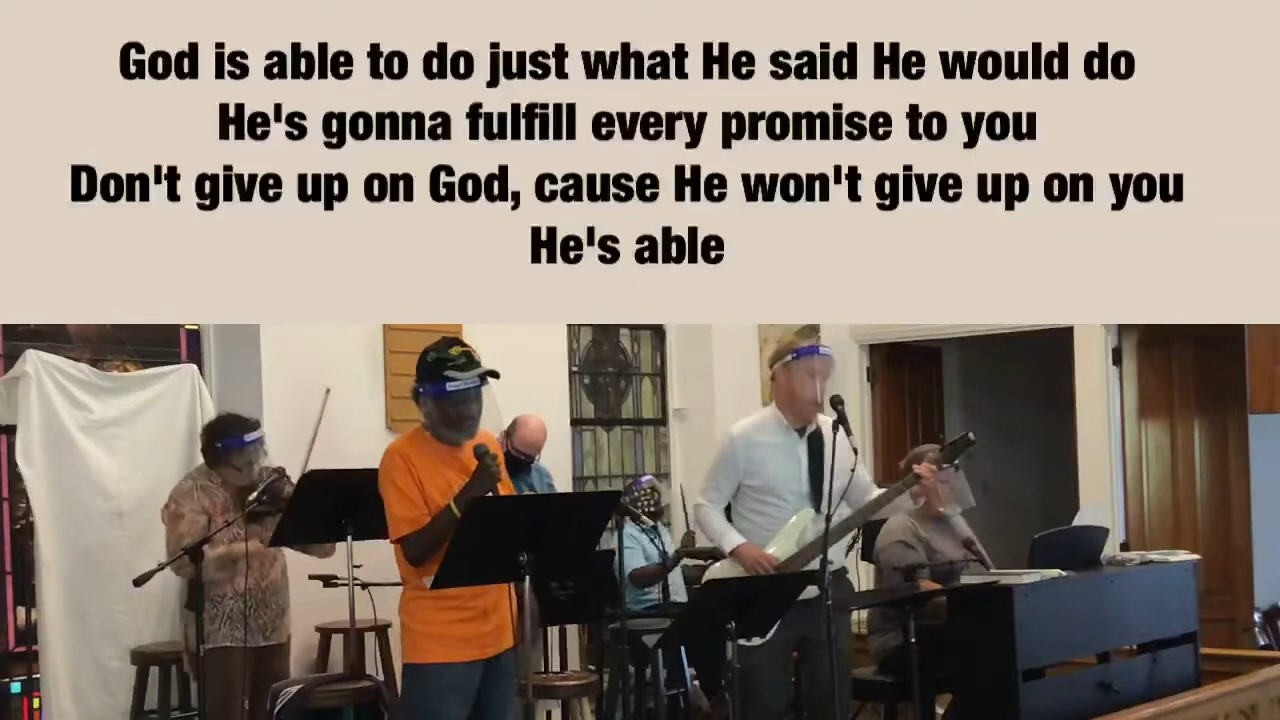 God is able to do just what He said He would do
He's gonna fulfill every promise to you
Don't give up on God, cause He won't give up on you
He's able